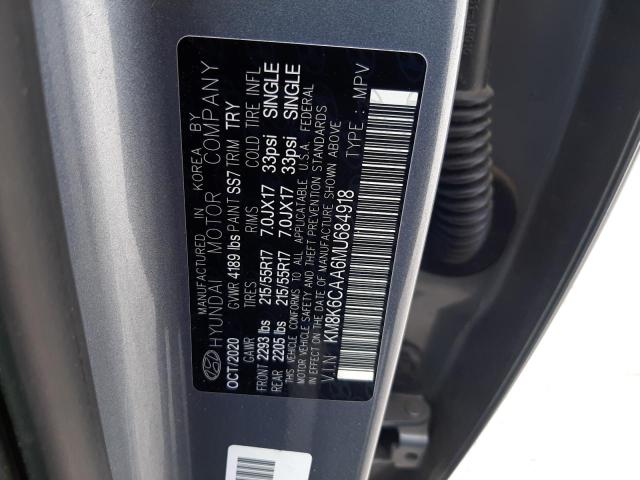 MANUFACTURED IN KOREA BY
HYUNDAI MOTOR COMPANY
OCT/2020 GVWR 4189 lbs PAINT SS7 TRIM TRY
GAWR TIRES RIMS COLD TIRE INFL
FRONT 2293 lbs 215/55R17 7.0JX17 33psi SINGLE
REAR 2205 lbs 215/55R17 7.0JX17 33psi SINGLE
THIS VEHICLE CONFORMS TO ALL APPLICABLE U.S.A. FEDERAL
MOTOR VEHICLE SAFETY AND THEFT PREVENTION STANDARDS
IN EFFECT ON THE DATE OF MANUFACTURE SHOWN ABOVE
V.I.N KM8K6CAA6MU684918 TYPE : MPV